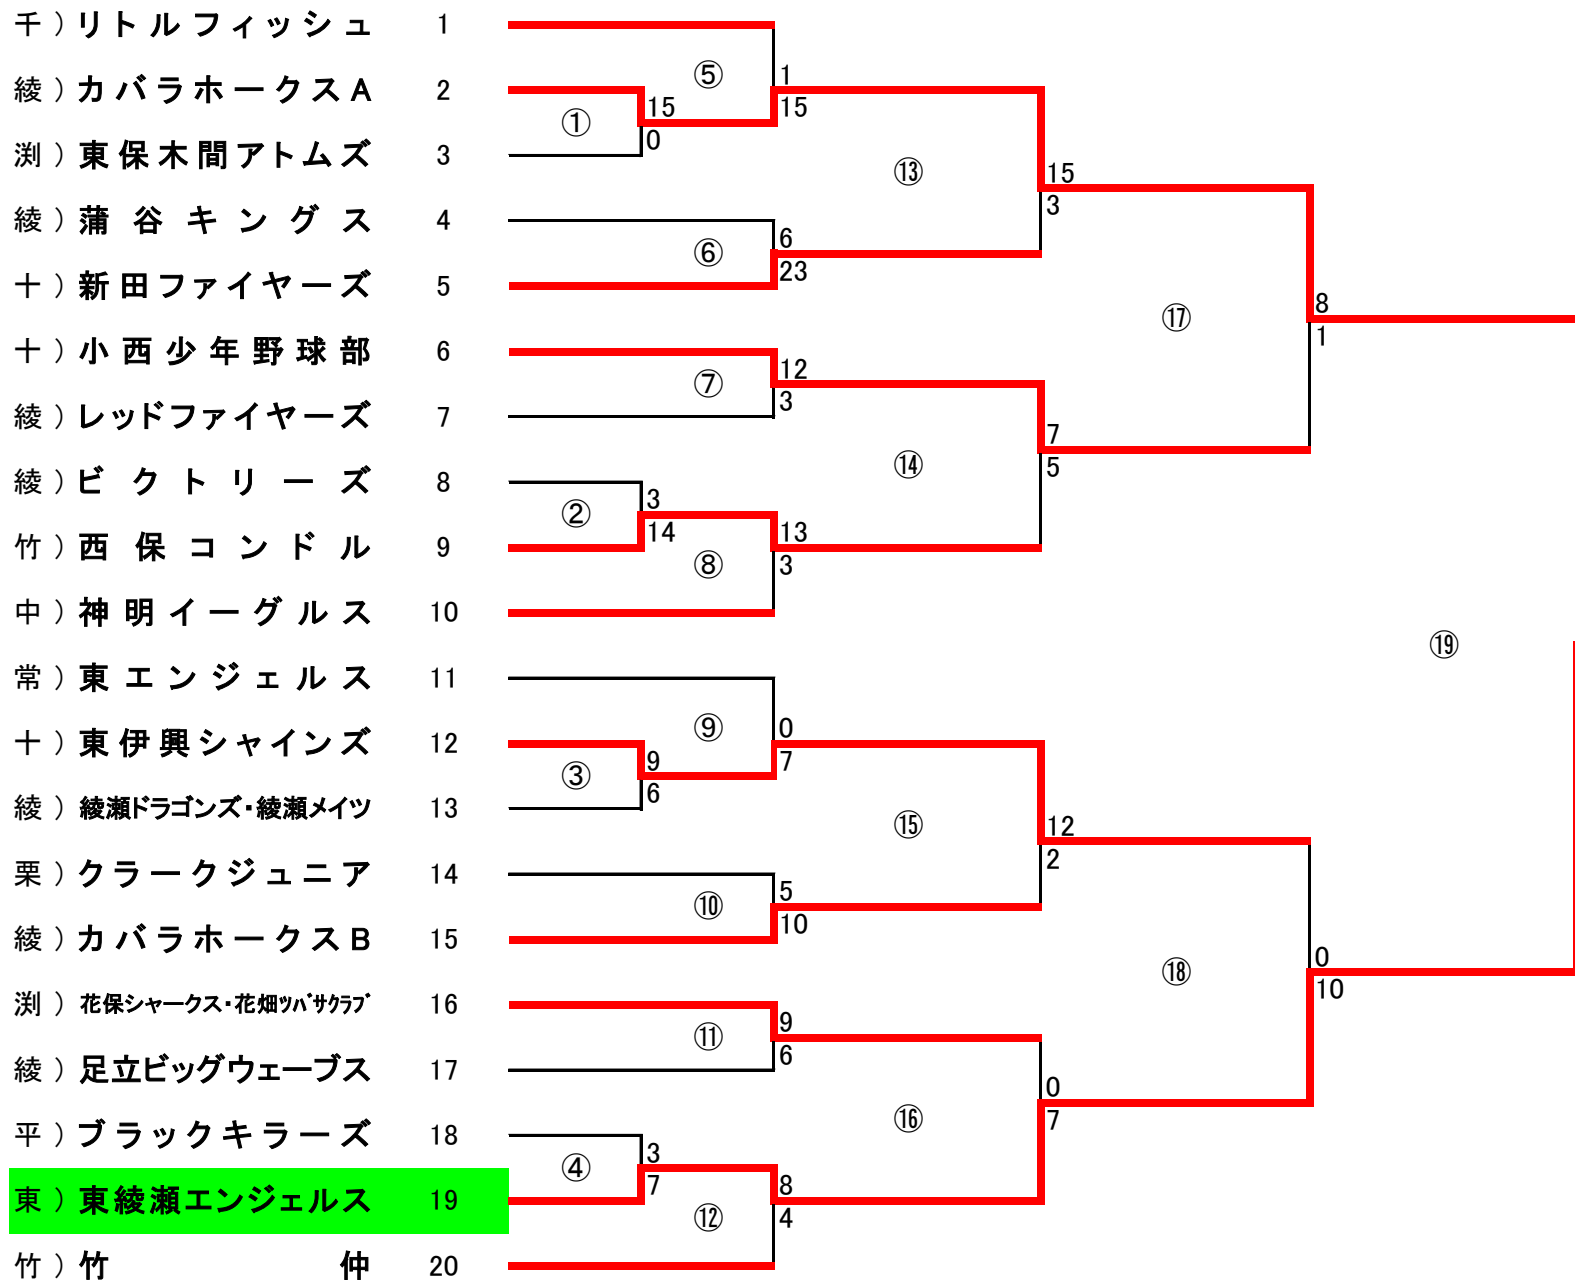 千）リトルフィッシュ 1
⑤ 1
綾）カバラホークスA 2
15 15
① 0
渕）東保木間アトムズ 3
⑬ 15
3
綾）蒲谷キングス 4
6
⑥ 23
十）新田ファイヤーズ 5
⑰ 8
1
十）小西少年野球部 6
12
⑦ 3
綾）レッドファイヤーズ 7
7
⑭ 5
綾）ビクトリーズ 8
3
② 14 13
竹）西保コンドル 9
⑧ 3
中）神明イーグルス 10
⑲
常）東エンジェルス 11
⑨ 0
十）東伊興シャインズ 12
9 7
③ 6
綾）綾瀬ドラゴンズ・綾瀬メイツ 13
⑮ 12
2
栗）クラークジュニア 14
5
⑩ 10
綾）カバラホークスB 15
⑱ 0
10
渕）花保シャークス・花畑ツバサクラブ 16
9
⑪ 6
綾）足立ビッグウェーブス 17
0
⑯ 7
平）ブラックキラーズ 18
3
④ 7 8
東）東綾瀬エンジェルス 19
⑫ 4
竹）竹仲 20